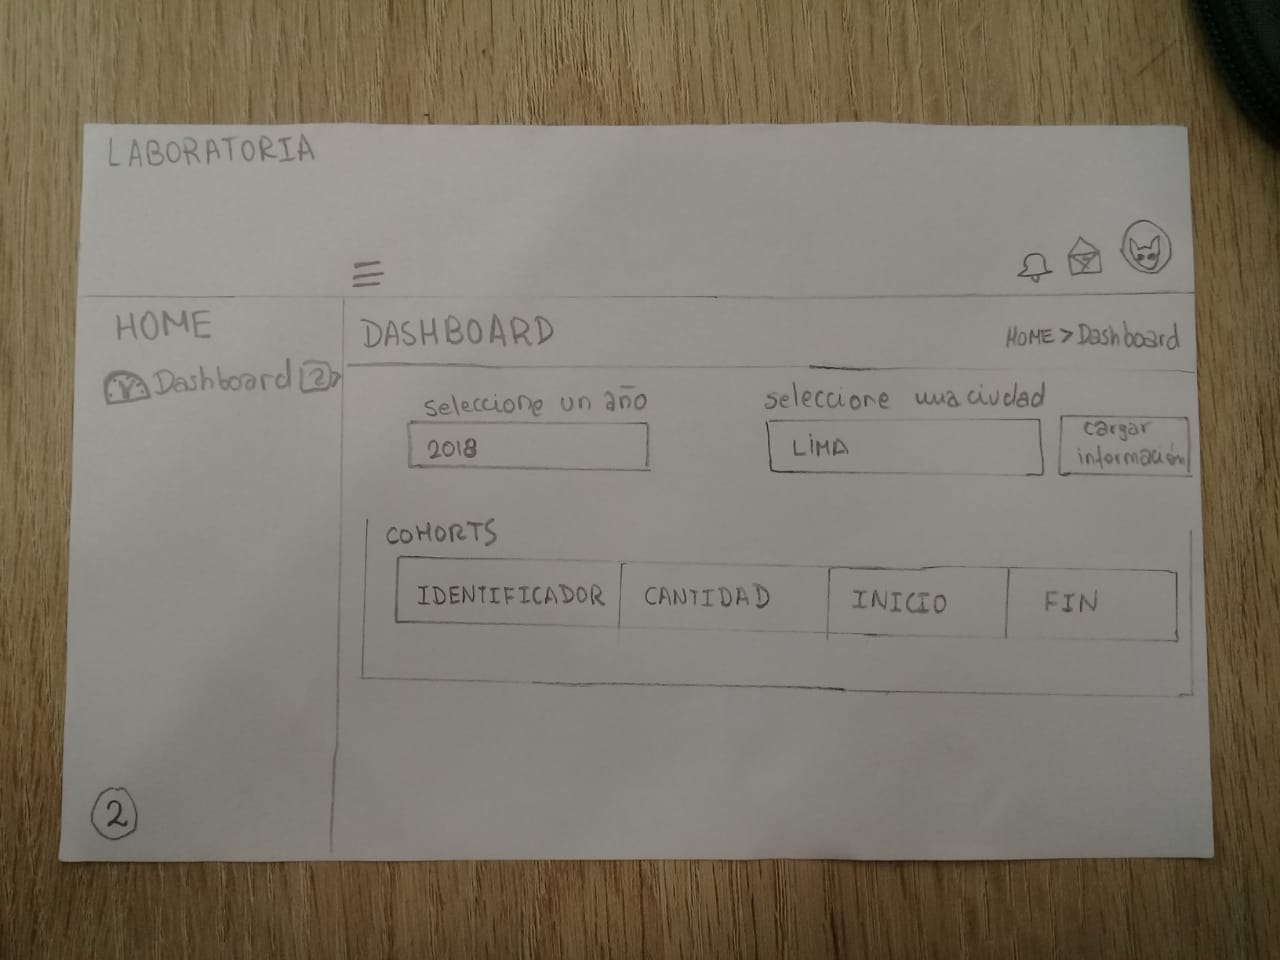 LABORATORIA
HOME
Dashboard 2 >
DASHBOARD
HOME > Dashboard
seleccione un año
2018
seleccione una ciudad
LIMA
cargar
información
COHORTS
IDENTIFICADOR CANTIDAD INICIO FIN
2